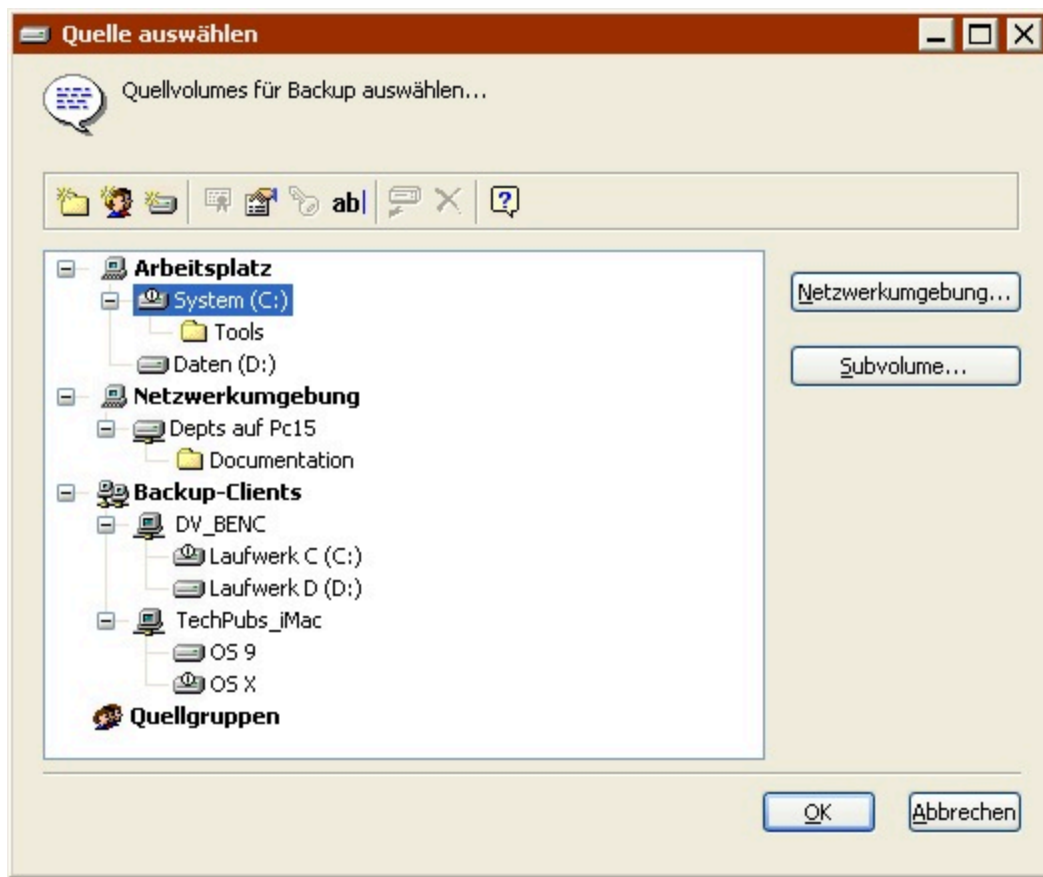 Quelle auswählen
Quellvolumes für Backup auswählen...
ab|
Arbeitsplatz
System (C:)
Tools
Daten (D:)
Netzwerkumgebung
Depts auf Pc15
Documentation
Backup-Clients
DV_BENC
Laufwerk C (C:)
Laufwerk D (D:)
TechPubs_iMac
OS 9
OS X
Quellgruppen
Netzwerkumgebung...
Subvolume...
OK
Abbrechen